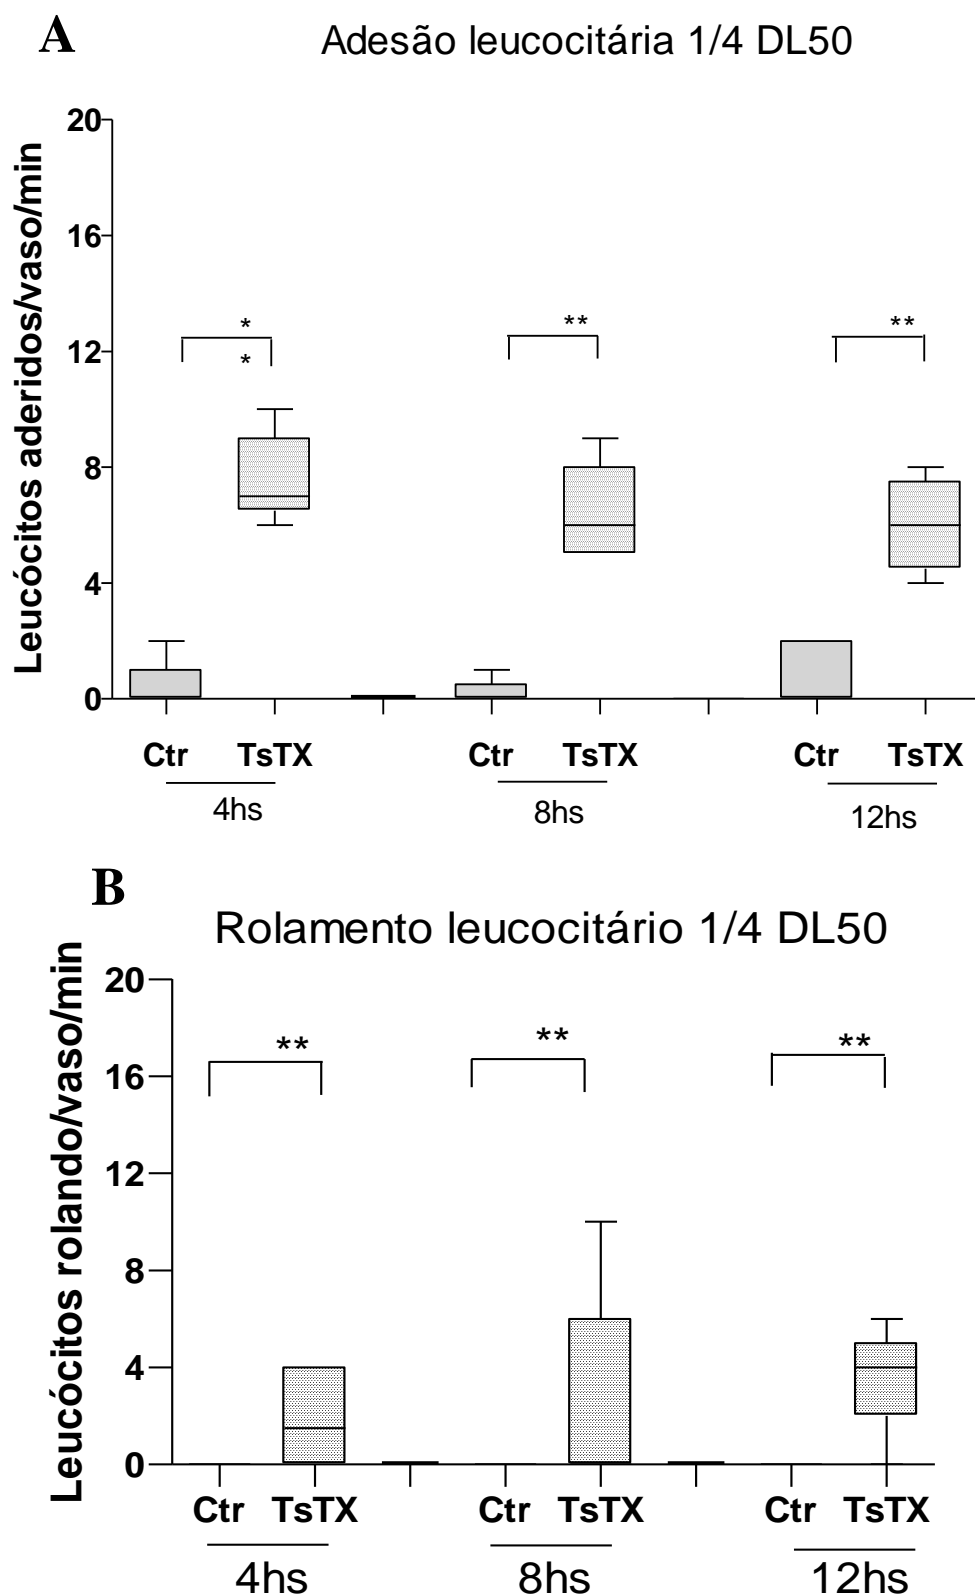 A
Adesão leucocitária 1/4 DL50
Leucócitos aderidos/vaso/min
20
16
12
8
4
0
*
*
**
**
Ctr TsTX Ctr TsTX Ctr TsTX
4hs 8hs 12hs
B
Rolamento leucocitário 1/4 DL50
Leucócitos rolando/vaso/min
20
16
12
8
4
0
** ** **
Ctr TsTX Ctr TsTX Ctr TsTX
4hs 8hs 12hs